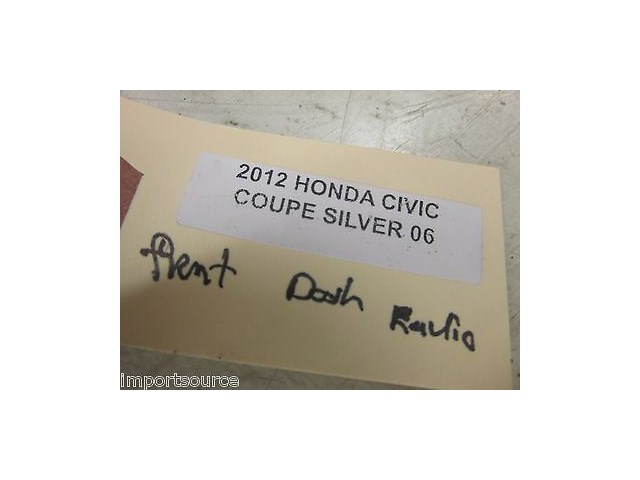 2012 HONDA CIVIC
COUPE SILVER 06
front Dash Radio
importsource